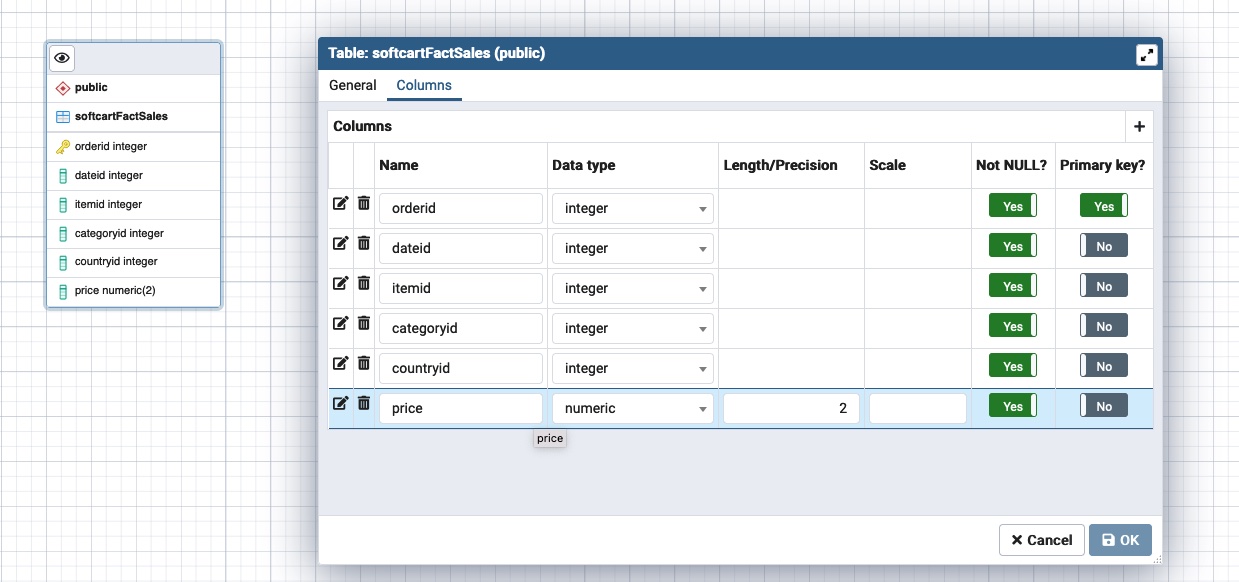 public
softcartFactSales
orderid integer
dateid integer
itemid integer
categoryid integer
countryid integer
price numeric(2)
Table: softcartFactSales (public)
General Columns
Columns +
Name Data type Length/Precision Scale Not NULL? Primary key?
orderid integer Yes Yes
dateid integer Yes No
itemid integer Yes No
categoryid integer Yes No
countryid integer Yes No
price numeric 2 Yes No
price
Cancel OK